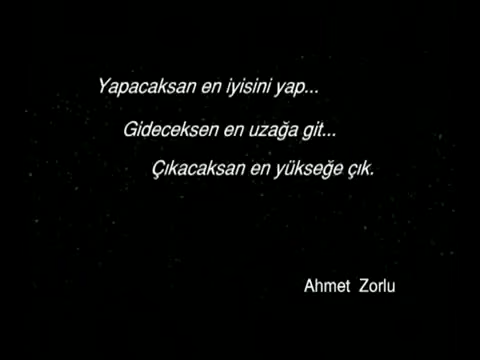 Yapacaksan en iyisini yap...
Gideceksen en uzağa git...
Çıkacaksan en yükseğe çık.
Ahmet Zorlu